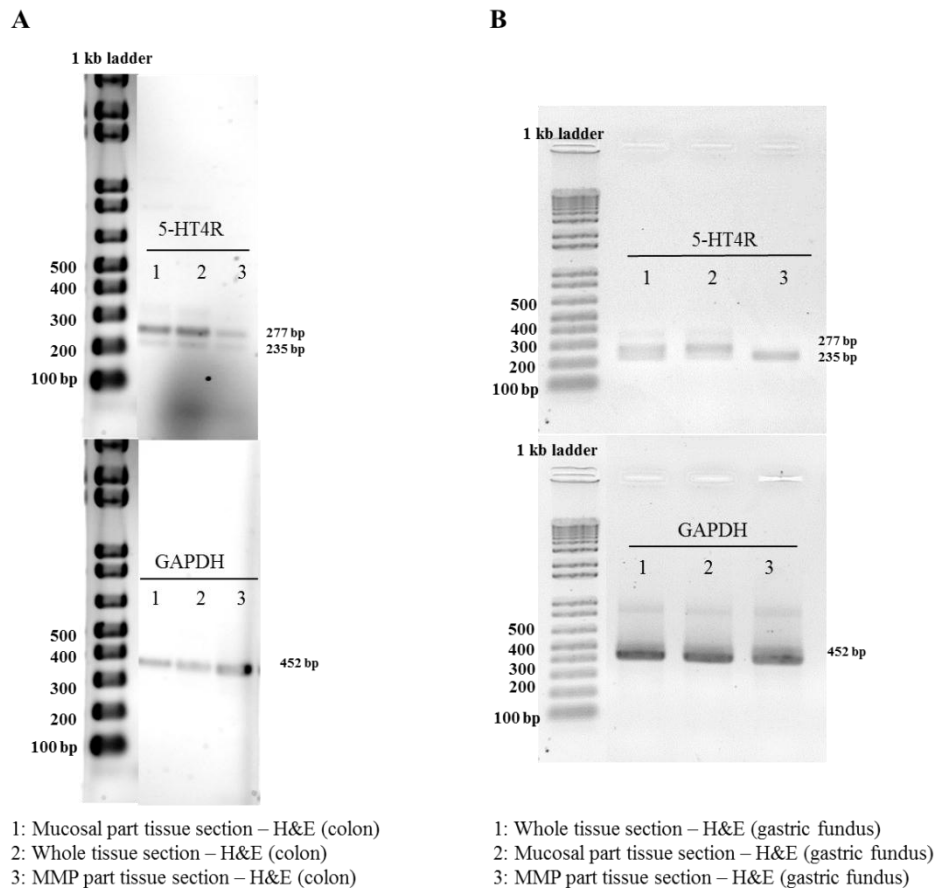 A
1 kb ladder
5-HT4R
1 2 3
500
400
300
200
100 bp
277 bp
235 bp
1 kb ladder
GAPDH
1 2 3
500
400
300
200
100 bp
452 bp
1: Mucosal part tissue section – H&E (colon)
2: Whole tissue section – H&E (colon)
3: MMP part tissue section – H&E (colon)
B
1 kb ladder
5-HT4R
1 2 3
500
400
300
200
100 bp
277 bp
235 bp
1 kb ladder
GAPDH
1 2 3
500
400
300
200
100 bp
452 bp
1: Whole tissue section – H&E (gastric fundus)
2: Mucosal part tissue section – H&E (gastric fundus)
3: MMP part tissue section – H&E (gastric fundus)